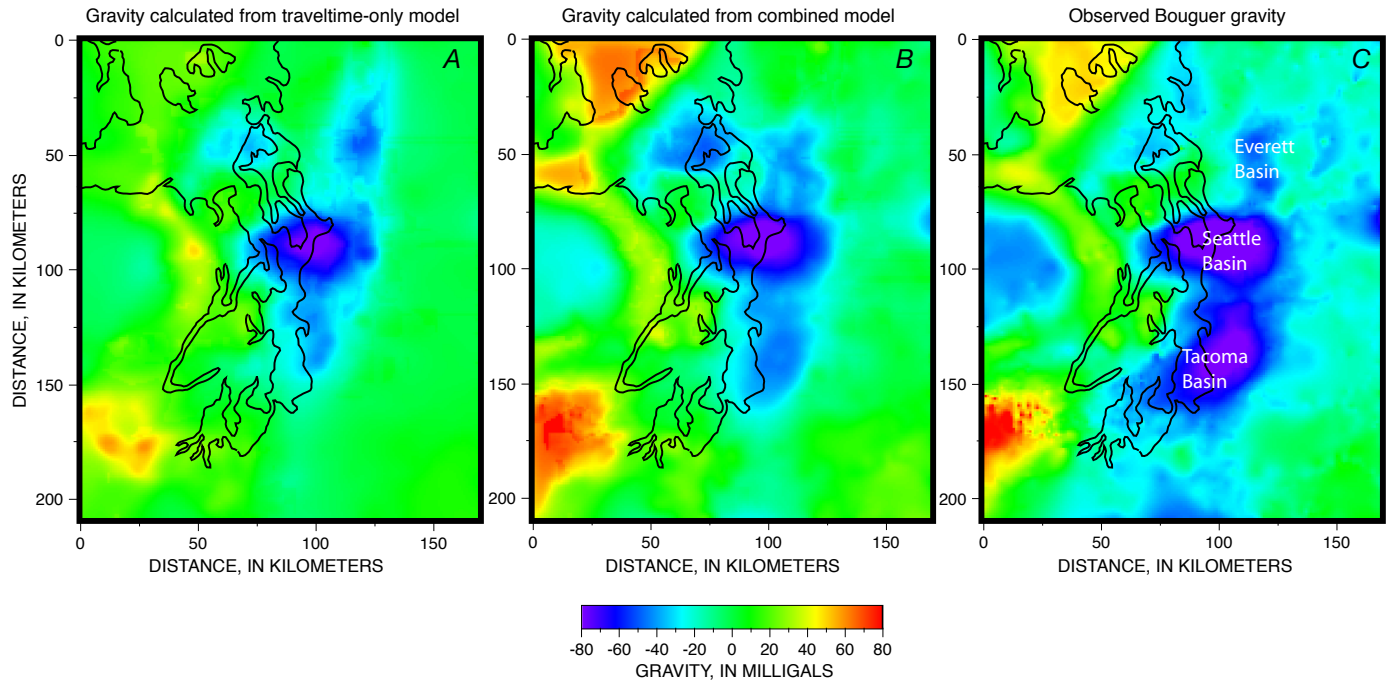 Gravity calculated from traveltime-only model
Gravity calculated from combined model
Observed Bouguer gravity
A
B
C
0
50
100
150
200
0
50
100
150
200
0
50
100
150
200
DISTANCE, IN KILOMETERS
Everett
Basin
Seattle
Basin
Tacoma
Basin
0
50
100
150
0
50
100
150
0
50
100
150
DISTANCE, IN KILOMETERS
DISTANCE, IN KILOMETERS
DISTANCE, IN KILOMETERS
-80 -60 -40 -20 0 20 40 60 80
GRAVITY, IN MILLIGALS